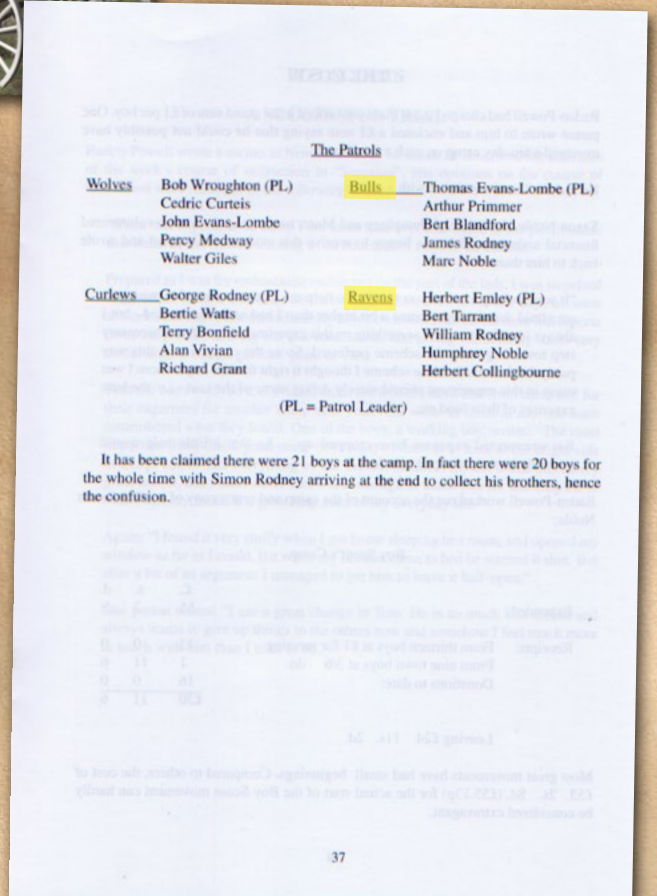 The Patrols
Wolves Bob Wroughton (PL)
Cedric Curteis
John Evans-Lombe
Percy Medway
Walter Giles
Bulls Thomas Evans-Lombe (PL)
Arthur Primmer
Bert Blandford
James Rodney
Marc Noble
Curlews George Rodney (PL)
Bertie Watts
Terry Bonfield
Alan Vivian
Richard Grant
Ravens Herbert Emley (PL)
Bert Tarrant
William Rodney
Humphrey Noble
Herbert Collingbourne
(PL = Patrol Leader)
It has been claimed there were 21 boys at the camp. In fact there were 20 boys for
the whole time with Simon Rodney arriving at the end to collect his brothers, hence
the confusion.
37